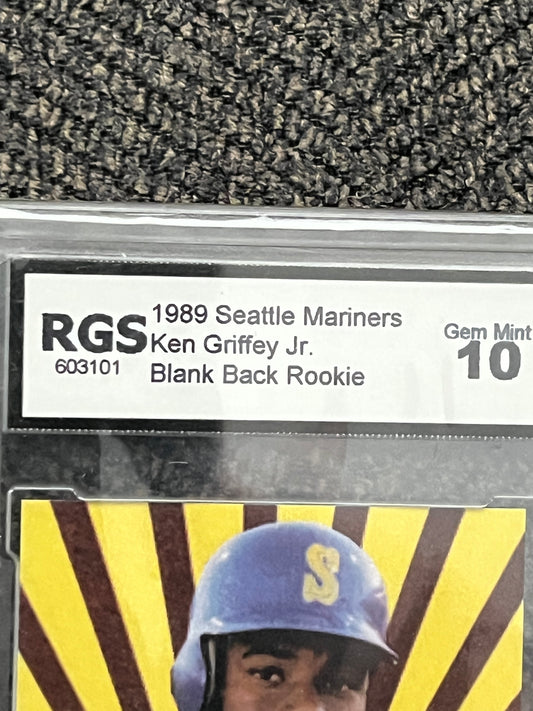 RGS
603101
1989 Seattle Mariners
Ken Griffey Jr.
Blank Back Rookie
Gem Mint
10
S